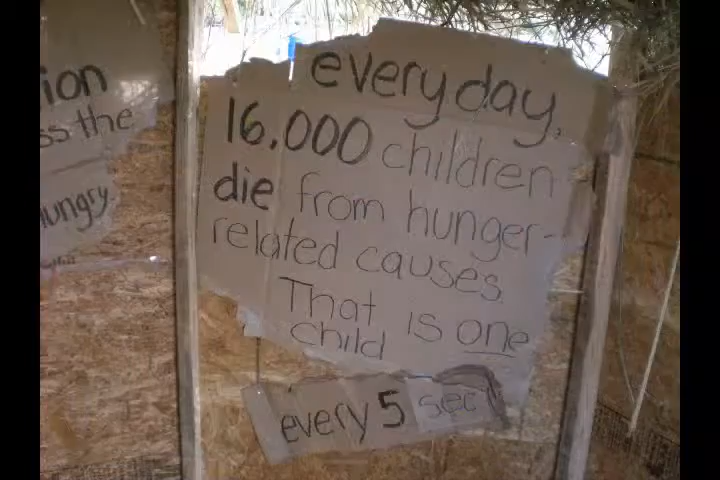 ion
ss the
ungry.
every day,
16,000 children
die from hunger-
related causes.
That is one
child
every 5 sec